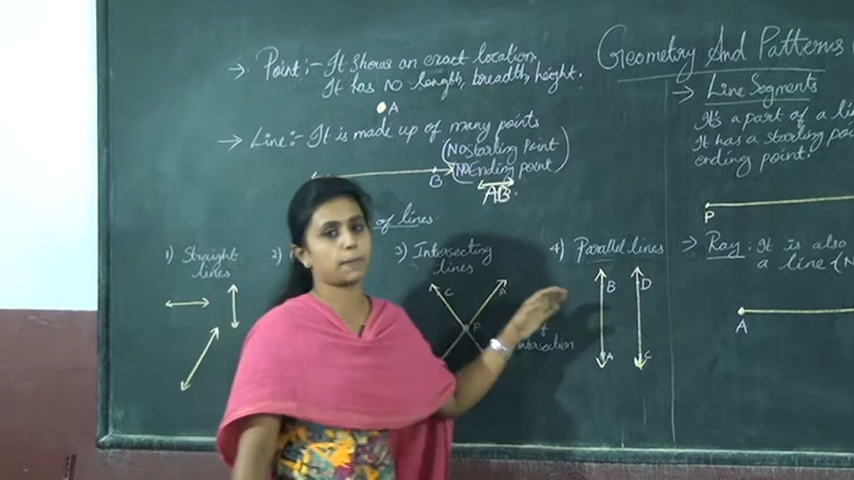 Geometry And Patterns
→ Point:- It shows an exact location.
It has no length, breadth, height.
A
→ Line:- It is made up of many points
(No Starting Point
No Ending point)
B
AB.
of lines.
1) Straight
lines
2)
3) Intersecting
lines
C A
P
of
intersection
4) Parallel lines
B D
A C
→ Line Segments
It's a part of a
It has a starting
ending point.
P
→ Ray: It is also
a line
A